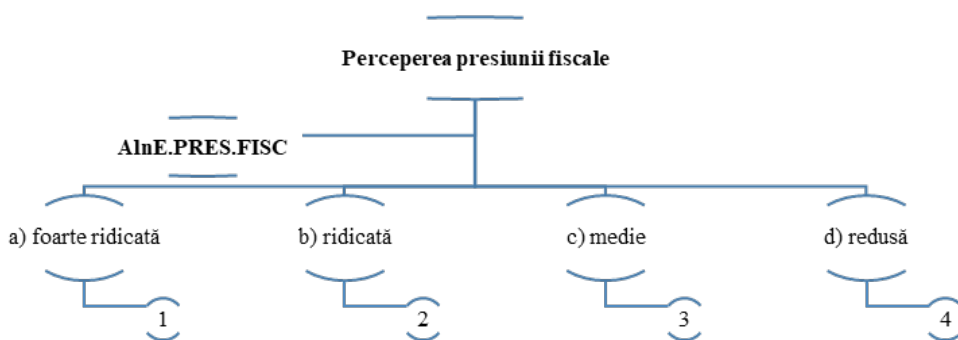 Perceperea presiunii fiscale
AlnE.PRES.FISC
a) foarte ridicată
b) ridicată
c) medie
d) redusă
1
2
3
4